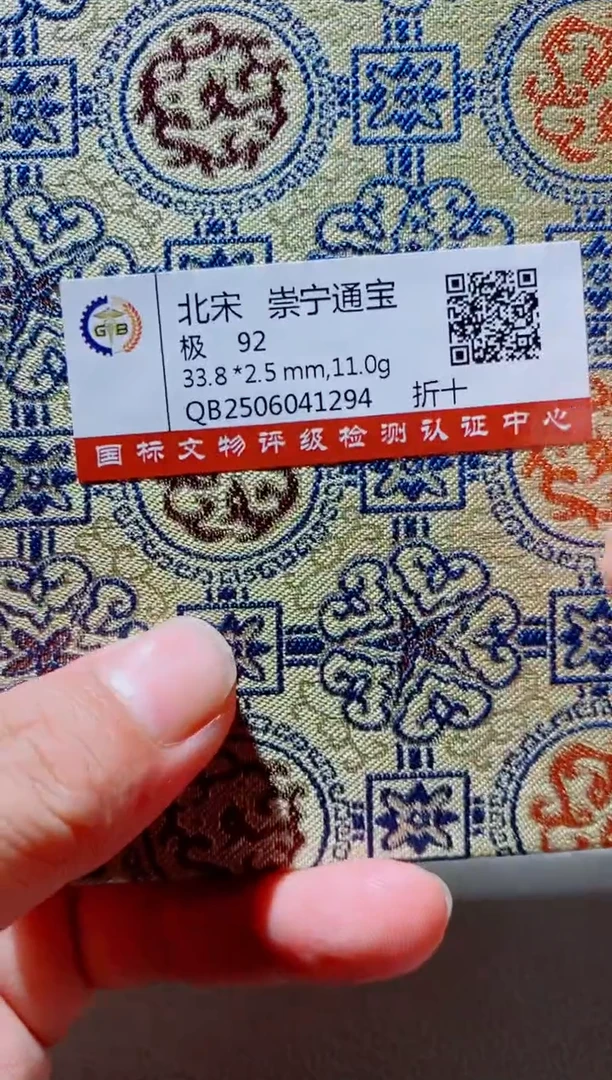 GB
北宋 崇宁通宝
极 92
33.8*2.5 mm,11.0g
QB2506041294 折十
国标文物评级检测认证中心